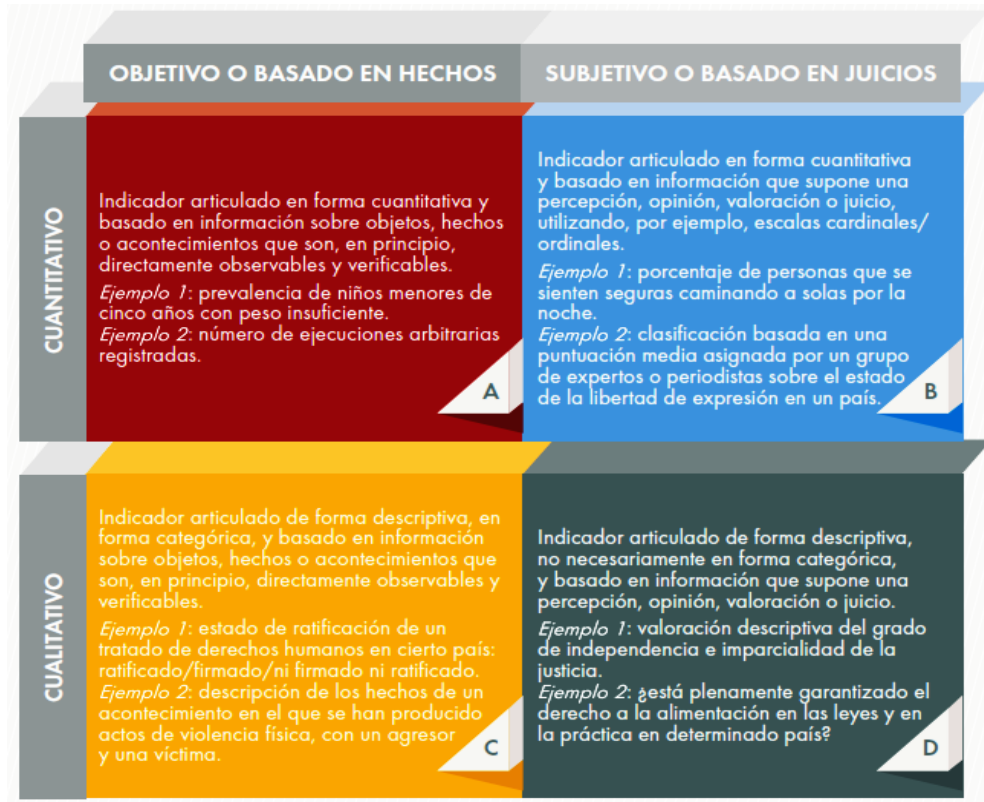 OBJETIVO O BASADO EN HECHOS
SUBJETIVO O BASADO EN JUICIOS
CUANTITATIVO
Indicador articulado en forma cuantitativa y
basado en información sobre objetos, hechos
o acontecimientos que son, en principio,
directamente observables y verificables.
Ejemplo 1: prevalencia de niños menores de
cinco años con peso insuficiente.
Ejemplo 2: número de ejecuciones arbitrarias
registradas.
A
Indicador articulado en forma cuantitativa
y basado en información que supone una
percepción, opinión, valoración o juicio,
utilizando, por ejemplo, escalas cardinales/
ordinales.
Ejemplo 1: porcentaje de personas que se
sienten seguras caminando a solas por la
noche.
Ejemplo 2: clasificación basada en una
puntuación media asignada por un grupo
de expertos o periodistas sobre el estado
de la libertad de expresión en un país.
B
CUALITATIVO
Indicador articulado de forma descriptiva, en
forma categórica, y basado en información
sobre objetos, hechos o acontecimientos que
son, en principio, directamente observables y
verificables.
Ejemplo 1: estado de ratificación de un
tratado de derechos humanos en cierto país:
ratificado/firmado/ni firmado ni ratificado.
Ejemplo 2: descripción de los hechos de un
acontecimiento en el que se han producido
actos de violencia física, con un agresor
y una víctima.
C
Indicador articulado de forma descriptiva,
no necesariamente en forma categórica,
y basado en información que supone una
percepción, opinión, valoración o juicio.
Ejemplo 1: valoración descriptiva del grado
de independencia e imparcialidad de la
justicia.
Ejemplo 2: ¿está plenamente garantizado el
derecho a la alimentación en las leyes y en
la práctica en determinado país?
D